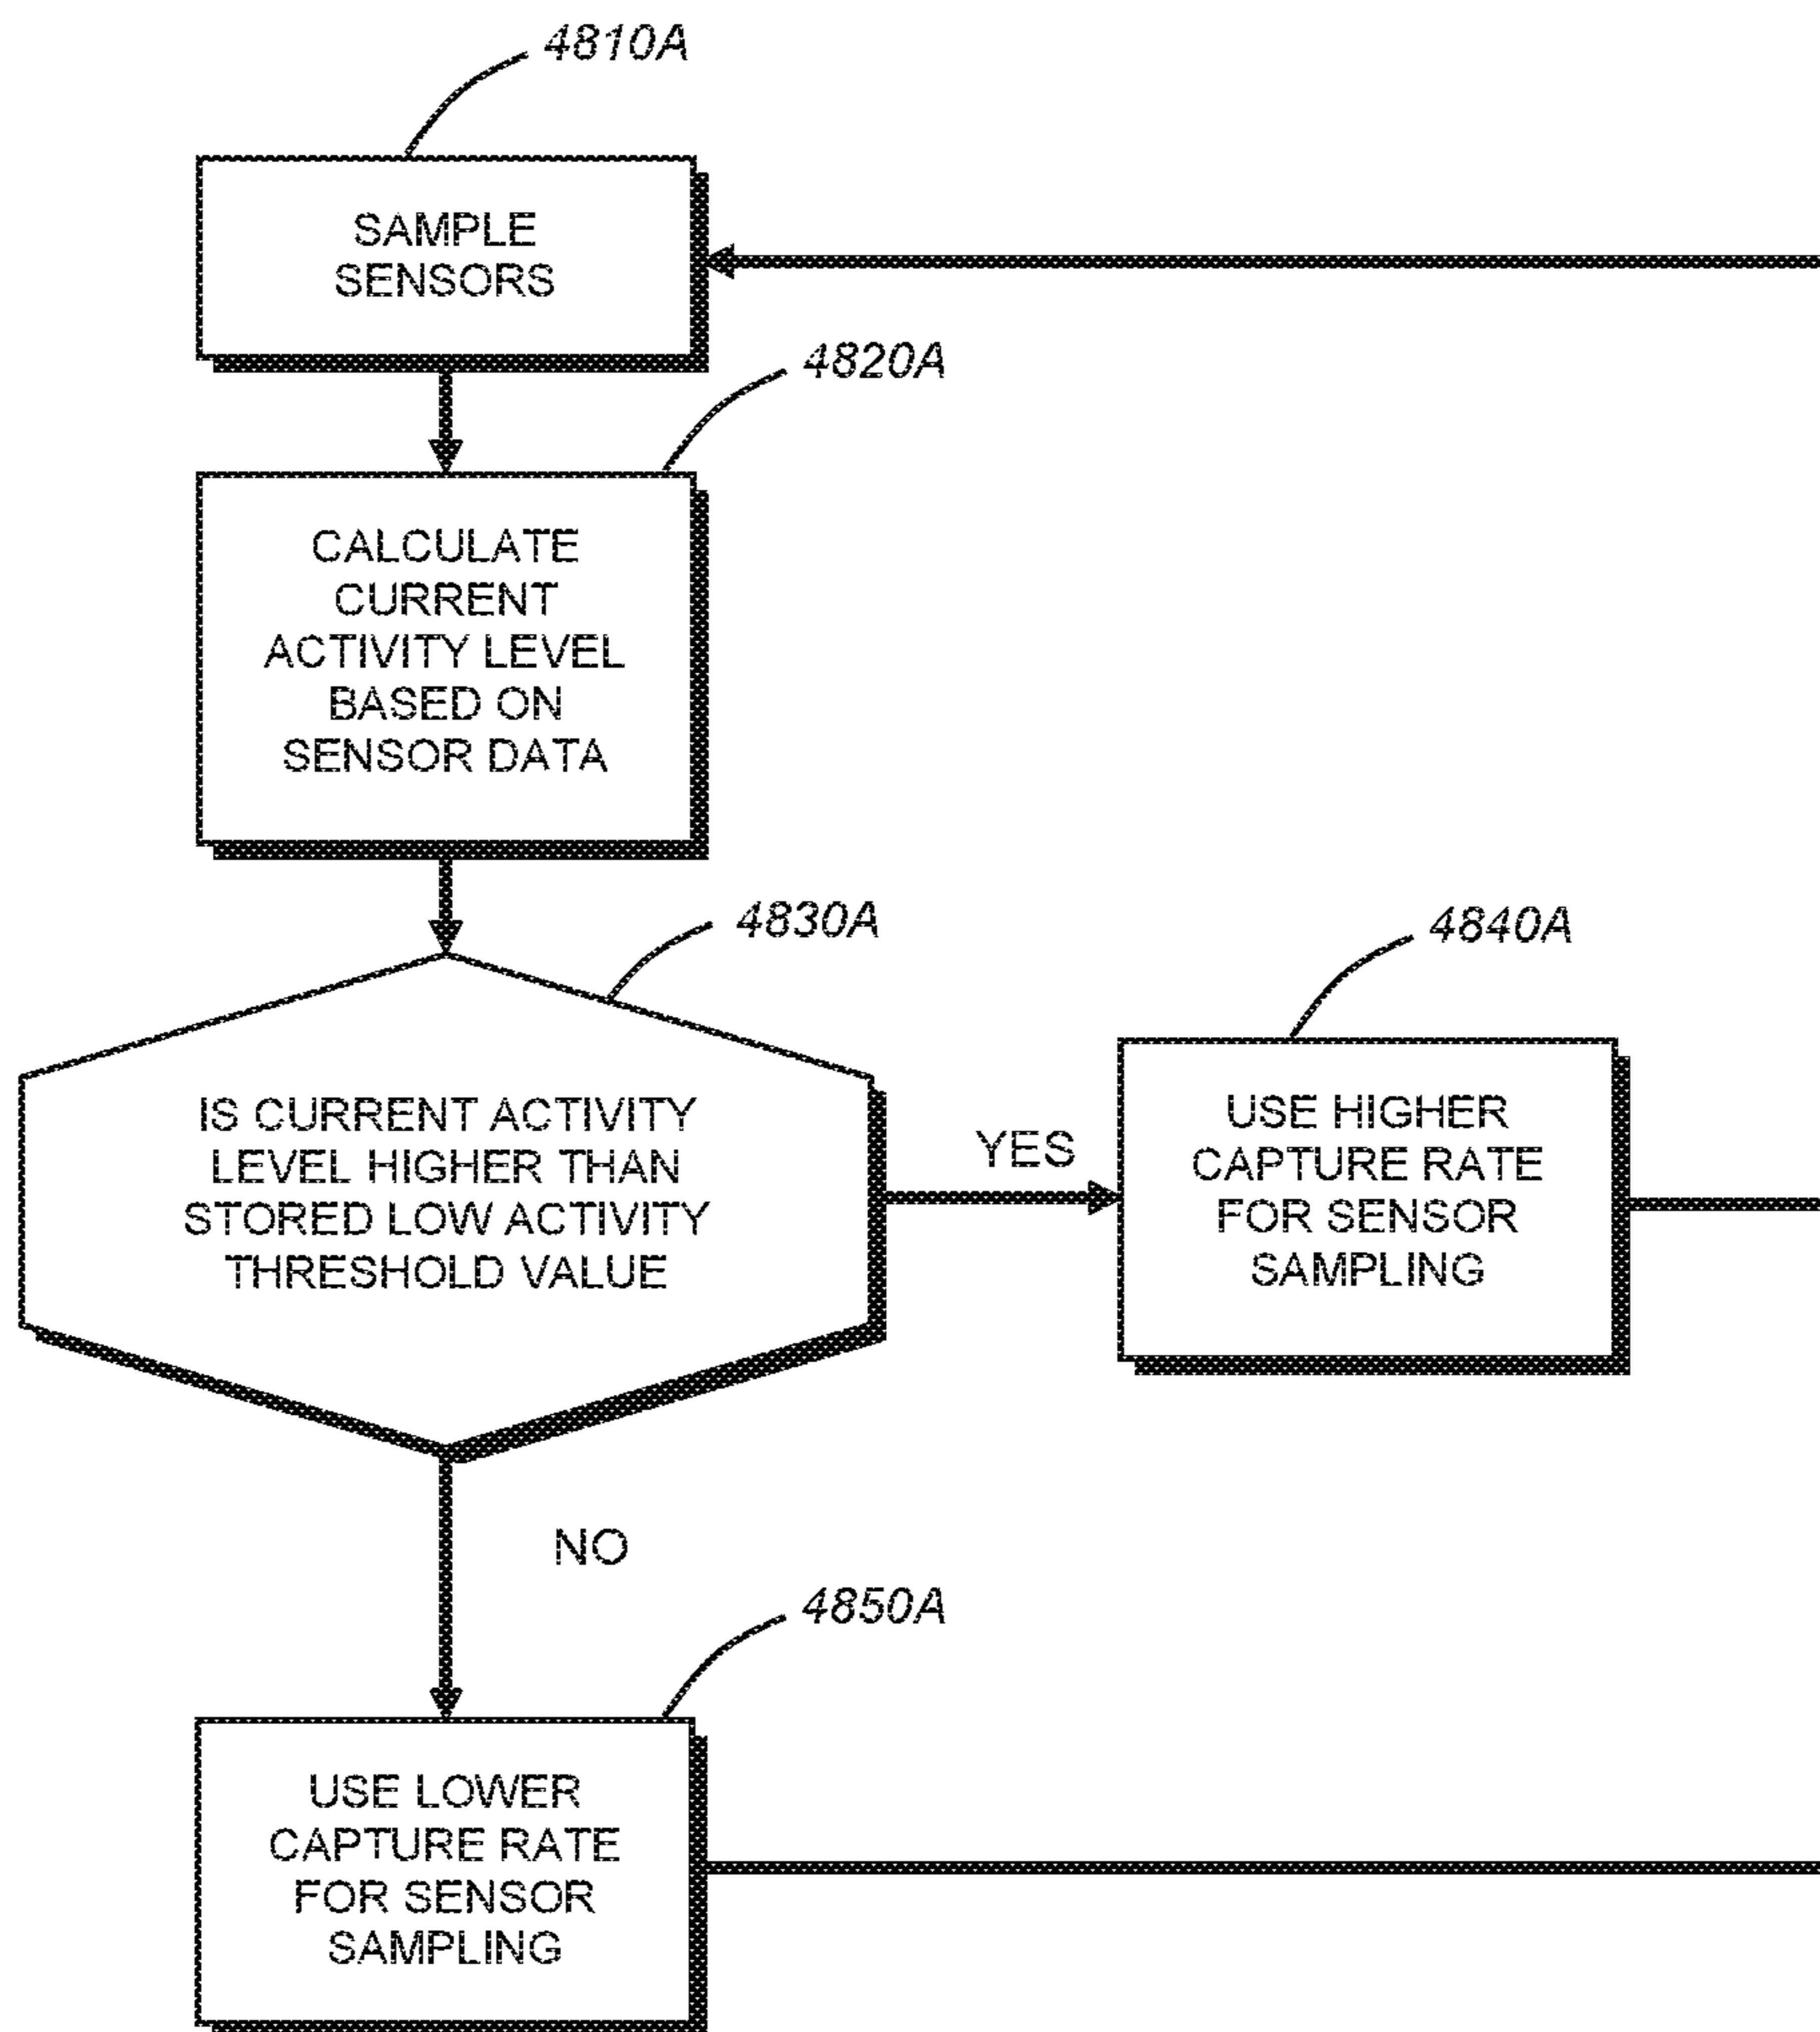 4810A
SAMPLE
SENSORS
4820A
CALCULATE
CURRENT
ACTIVITY LEVEL
BASED ON
SENSOR DATA
4830A
IS CURRENT ACTIVITY
LEVEL HIGHER THAN
STORED LOW ACTIVITY
THRESHOLD VALUE
YES
4840A
USE HIGHER
CAPTURE RATE
FOR SENSOR
SAMPLING
NO
4850A
USE LOWER
CAPTURE RATE
FOR SENSOR
SAMPLING